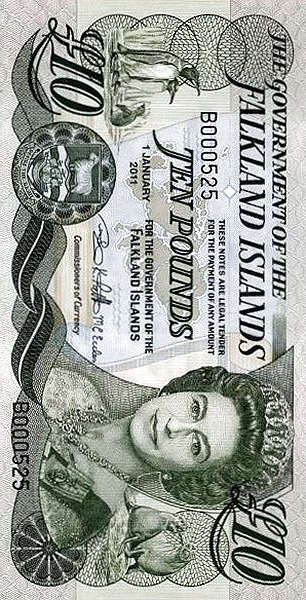 THE GOVERNMENT OF THE
FALKLAND ISLANDS
£10
B000525
THESE NOTES ARE LEGAL TENDER
FOR THE PAYMENT OF ANY AMOUNT
TEN POUNDS
1 JANUARY
2011
FOR THE GOVERNMENT OF THE
FALKLAND ISLANDS
Commissioners of Currency
B000525
£10